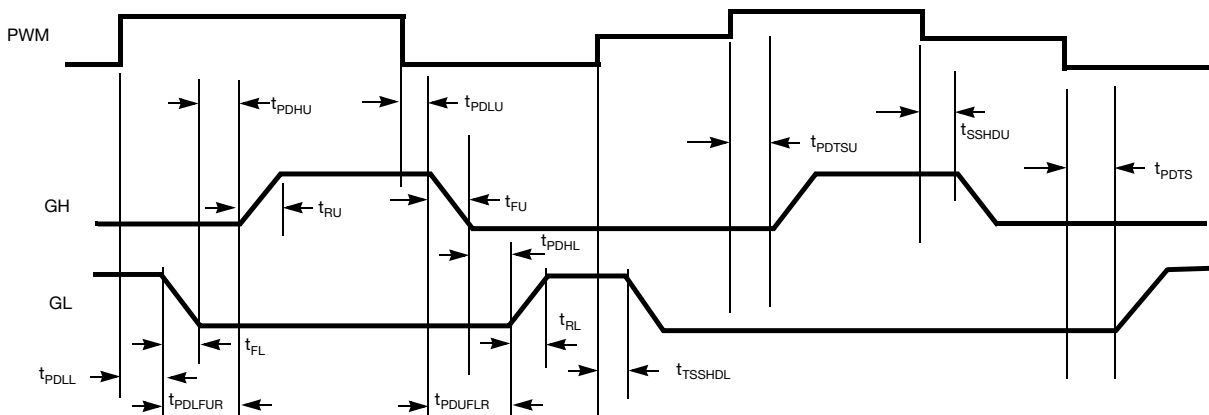 PWM
tPDHU
tPDLU
tSSHDU
tPDTSU
tPDTS
GH
tRU
tFU
tPDHL
GL
tRL
tFL
tPDLL
tTSSHDL
tPDLFUR
tPDUFLR